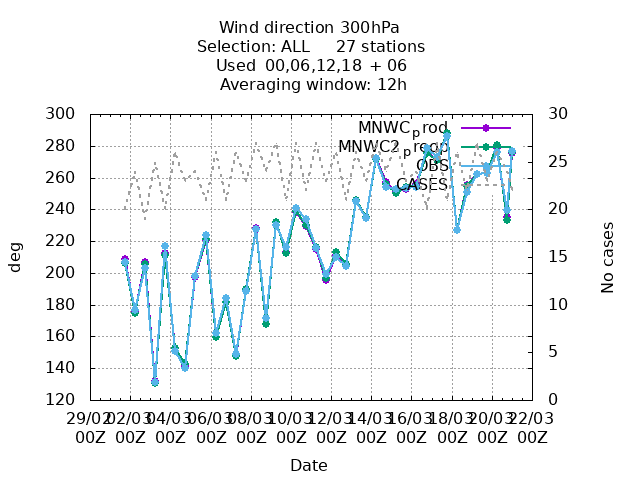 Wind direction 300hPa
Selection: ALL 27 stations
Used 00,06,12,18 + 06
Averaging window: 12h
300 30
280 25
260
240 20
220
200 15
180 10
160
140 5
120 0
deg
No cases
MNWC_prod
MNWC2_preop
OBS
CASES
29/02 02/03 04/03 06/03 08/03 10/03 12/03 14/03 16/03 18/03 20/03 22/03
00Z 00Z 00Z 00Z 00Z 00Z 00Z 00Z 00Z 00Z 00Z 00Z
Date